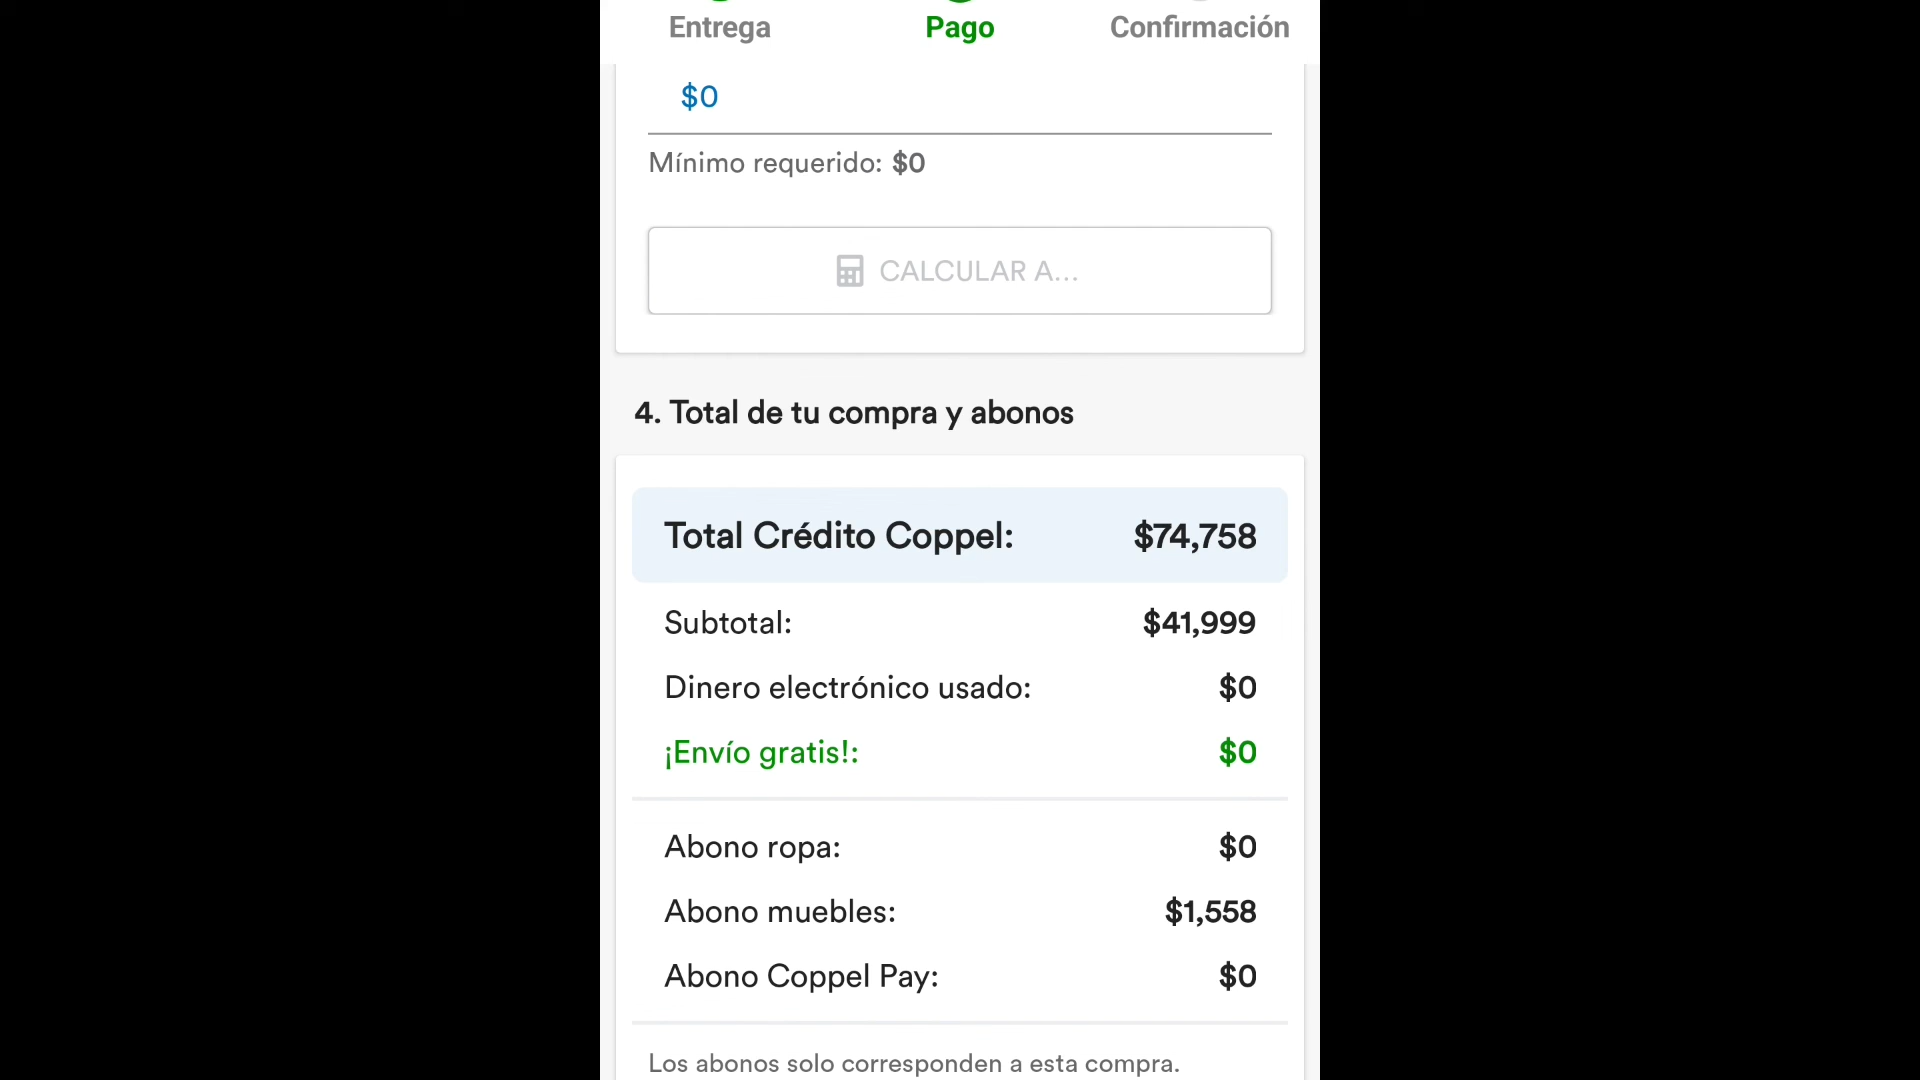 Entrega Pago Confirmación
$0
Mínimo requerido: $0
CALCULAR A...
4. Total de tu compra y abonos
Total Crédito Coppel: $74,758
Subtotal: $41,999
Dinero electrónico usado: $0
¡Envío gratis!: $0
Abono ropa: $0
Abono muebles: $1,558
Abono Coppel Pay: $0
Los abonos solo corresponden a esta compra.